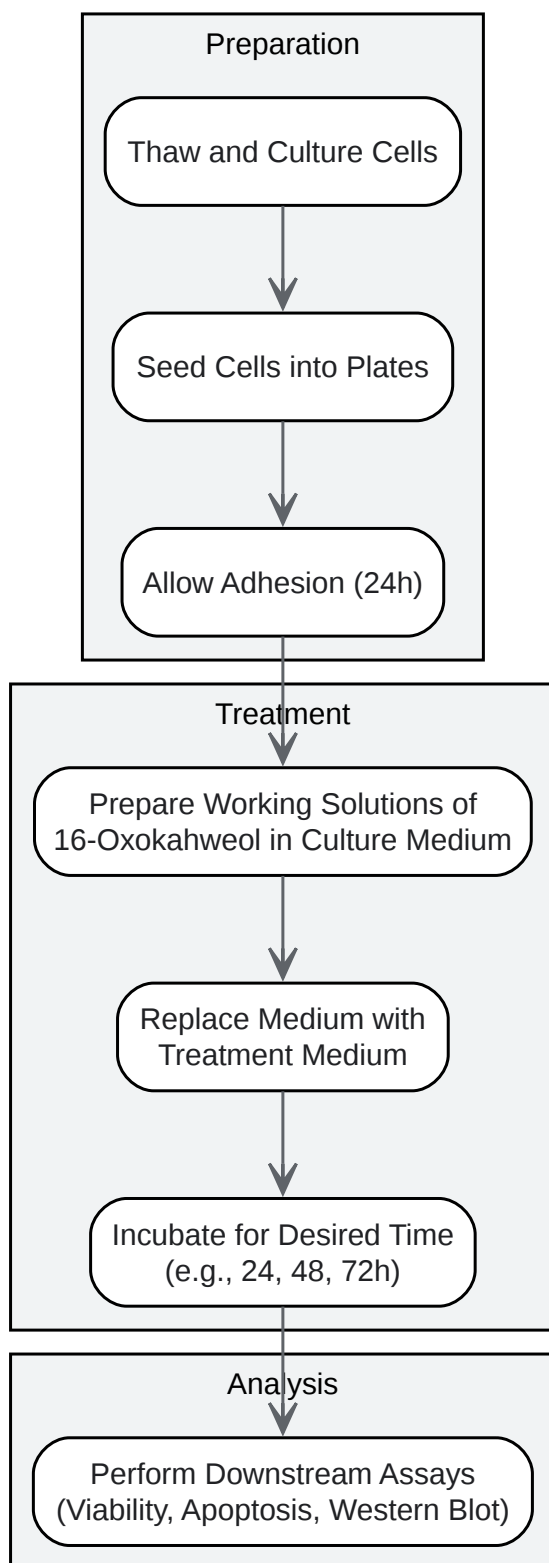 Preparation
Thaw and Culture Cells
Seed Cells into Plates
Allow Adhesion (24h)
Treatment
Prepare Working Solutions of
16-Oxokahweol in Culture Medium
Replace Medium with
Treatment Medium
Incubate for Desired Time
(e.g., 24, 48, 72h)
Analysis
Perform Downstream Assays
(Viability, Apoptosis, Western Blot)